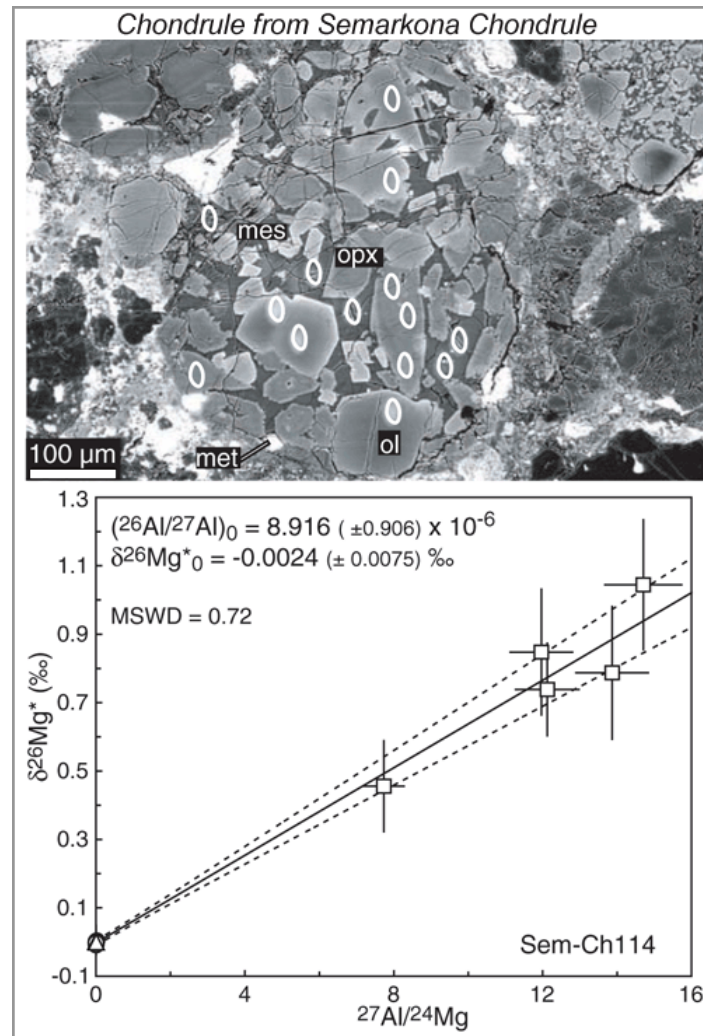 Chondrule from Semarkona Chondrule
mes
opx
100 µm
met
ol
(²⁶Al/²⁷Al)₀ = 8.916 (±0.906) x 10⁻⁶
δ²⁶Mg*₀ = -0.0024 (± 0.0075) ‰
MSWD = 0.72
δ²⁶Mg* (‰)
1.3
1.1
0.9
0.7
0.5
0.3
0.1
-0.1
Sem-Ch114
0 4 8 12 16
²⁷Al/²⁴Mg